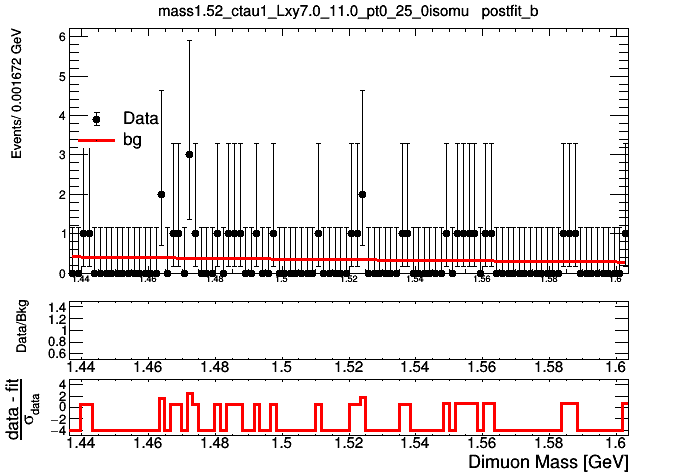 mass1.52_ctau1_Lxy7.0_11.0_pt0_25_0isomu postfit_b
Events/ 0.001672 GeV
6
5
4
3
2
1
0
Data
bg
1.44 1.46 1.48 1.5 1.52 1.54 1.56 1.58 1.6
Data/Bkg
1.4
1.2
1
0.8
0.6
1.44 1.46 1.48 1.5 1.52 1.54 1.56 1.58 1.6
data - fit
σdata
4
2
0
−2
−4
1.44 1.46 1.48 1.5 1.52 1.54 1.56 1.58 1.6
Dimuon Mass [GeV]